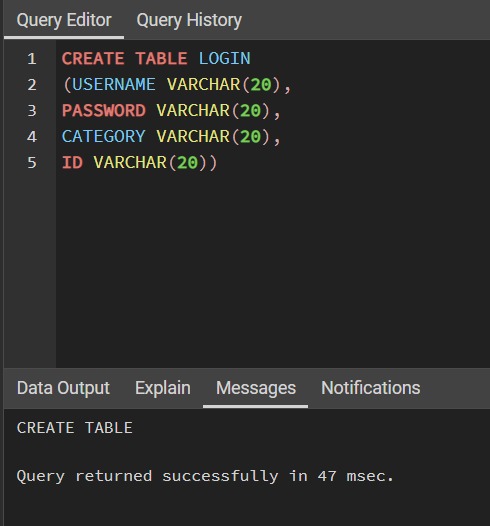 Query Editor Query History
1 CREATE TABLE LOGIN
2 (USERNAME VARCHAR(20),
3 PASSWORD VARCHAR(20),
4 CATEGORY VARCHAR(20),
5 ID VARCHAR(20))
Data Output Explain Messages Notifications
CREATE TABLE
Query returned successfully in 47 msec.